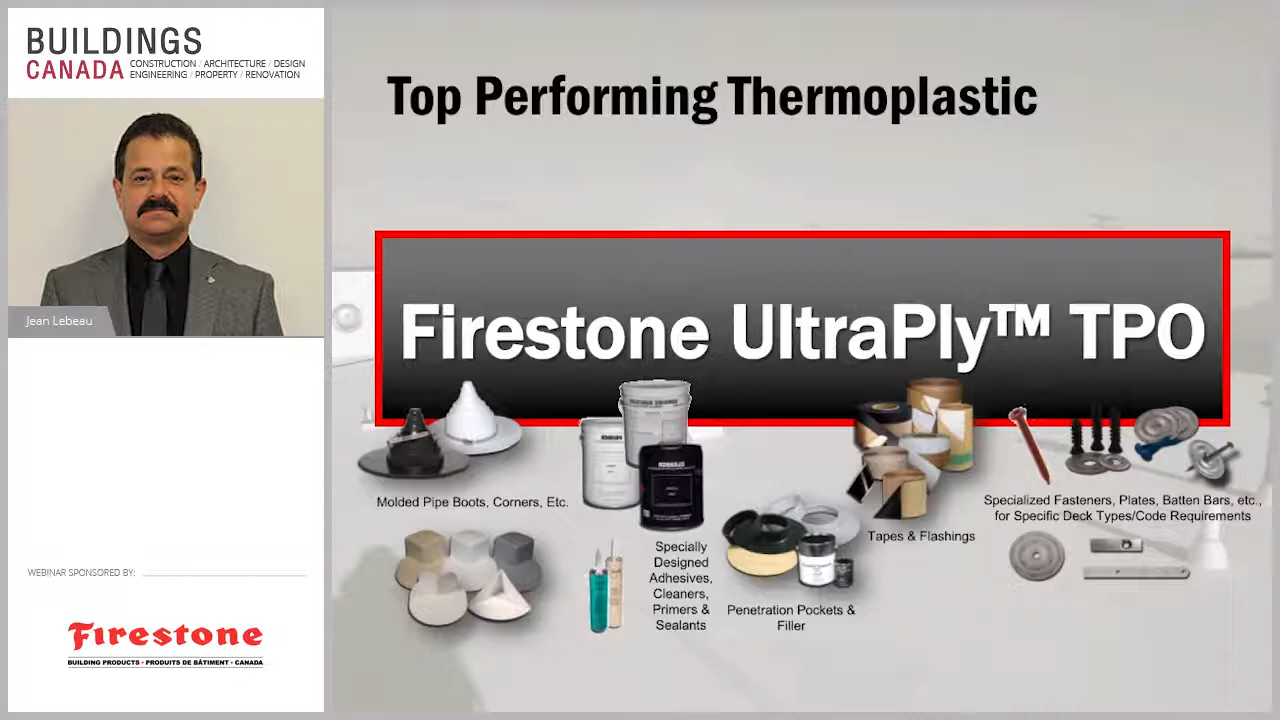 BUILDINGS
CANADA
CONSTRUCTION / ARCHITECTURE / DESIGN
ENGINEERING / PROPERTY / RENOVATION
Jean Lebeau
WEBINAR SPONSORED BY:
Firestone
BUILDING PRODUCTS • PRODUITS DE BÂTIMENT • CANADA
Top Performing Thermoplastic
Firestone UltraPly™ TPO
Molded Pipe Boots, Corners, Etc.
Specially
Designed
Adhesives,
Cleaners,
Primers &
Sealants
Penetration Pockets &
Filler
Tapes & Flashings
Specialized Fasteners, Plates, Batten Bars, etc.,
for Specific Deck Types/Code Requirements